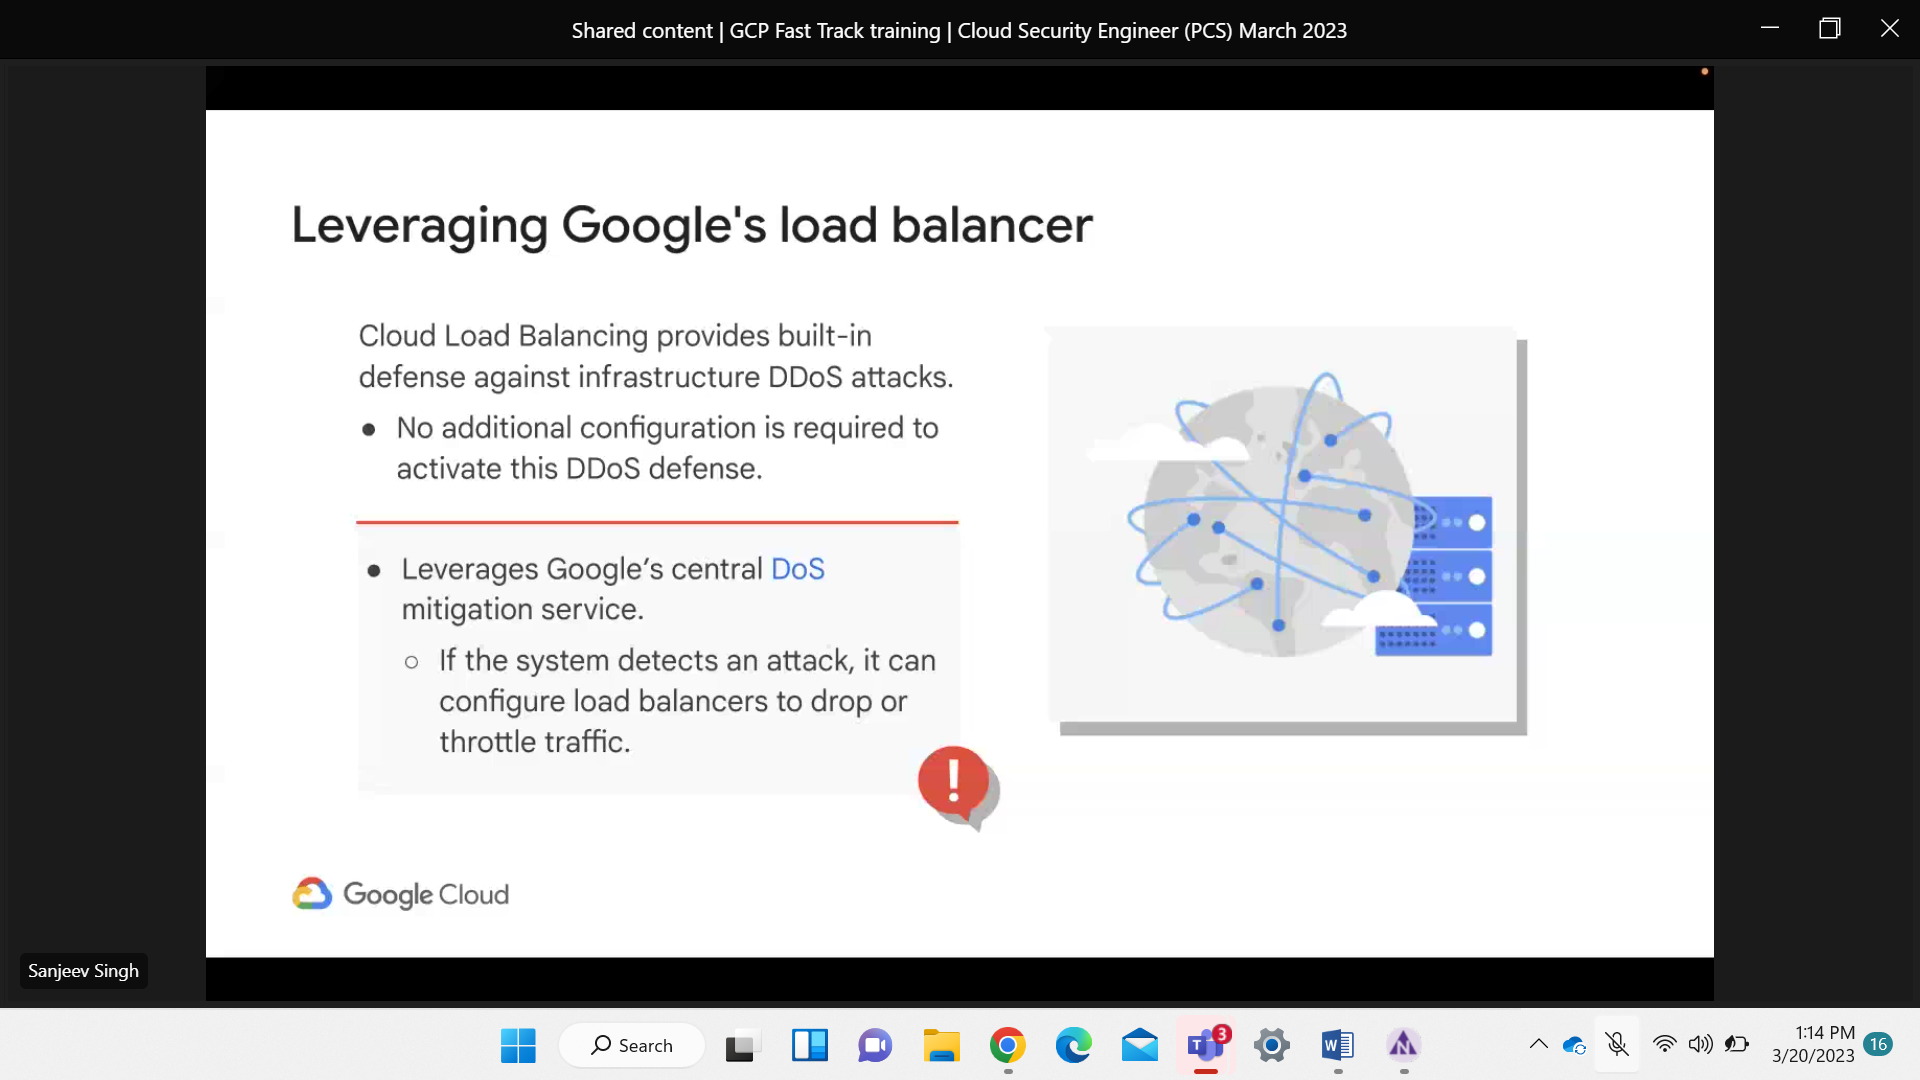 Shared content | GCP Fast Track training | Cloud Security Engineer (PCS) March 2023
Leveraging Google's load balancer
Cloud Load Balancing provides built-in
defense against infrastructure DDoS attacks.
● No additional configuration is required to
activate this DDoS defense.
● Leverages Google's central DoS
mitigation service.
○ If the system detects an attack, it can
configure load balancers to drop or
throttle traffic.
!
Google Cloud
Sanjeev Singh
Search
T
3
W
N
1:14 PM
3/20/2023
16